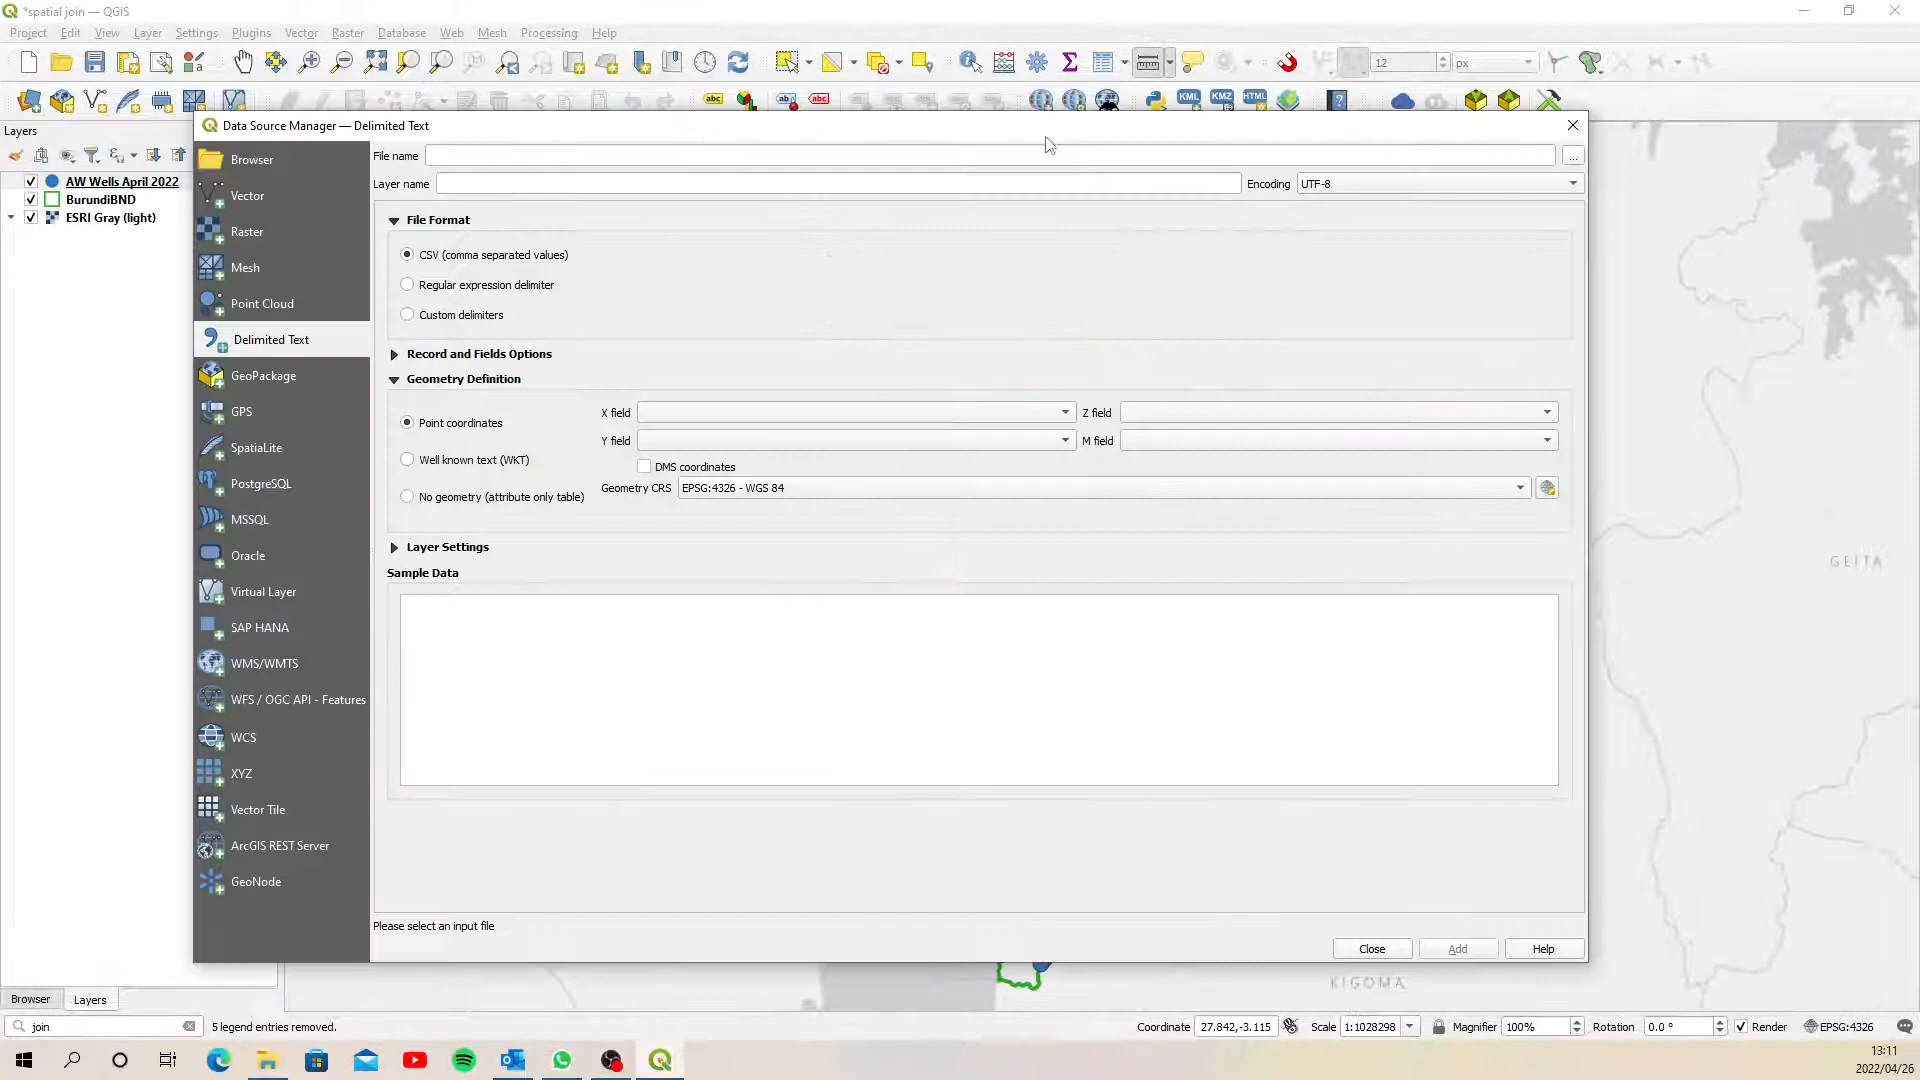 *spatial join — QGIS
Project Edit View Layer Settings Plugins Vector Raster Database Web Mesh Processing Help
12 px
abc ab abc KML KMZ HTML
Layers
AW Wells April 2022
BurundiBND
ESRI Gray (light)
Data Source Manager — Delimited Text
Browser
Vector
Raster
Mesh
Point Cloud
Delimited Text
GeoPackage
GPS
SpatiaLite
PostgreSQL
MSSQL
Oracle
Virtual Layer
SAP HANA
WMS/WMTS
WFS / OGC API - Features
WCS
XYZ
Vector Tile
ArcGIS REST Server
GeoNode
File name ...
Layer name Encoding UTF-8
File Format
CSV (comma separated values)
Regular expression delimiter
Custom delimiters
Record and Fields Options
Geometry Definition
Point coordinates
Well known text (WKT)
No geometry (attribute only table)
X field Z field
Y field M field
DMS coordinates
Geometry CRS EPSG:4326 - WGS 84
Layer Settings
Sample Data
Please select an input file
Close Add Help
GEITA
KIGOMA
Browser Layers
join 5 legend entries removed. Coordinate 27.842,-3.115 Scale 1:1028298 Magnifier 100% Rotation 0.0 ° Render EPSG:4326
13:11
2022/04/26